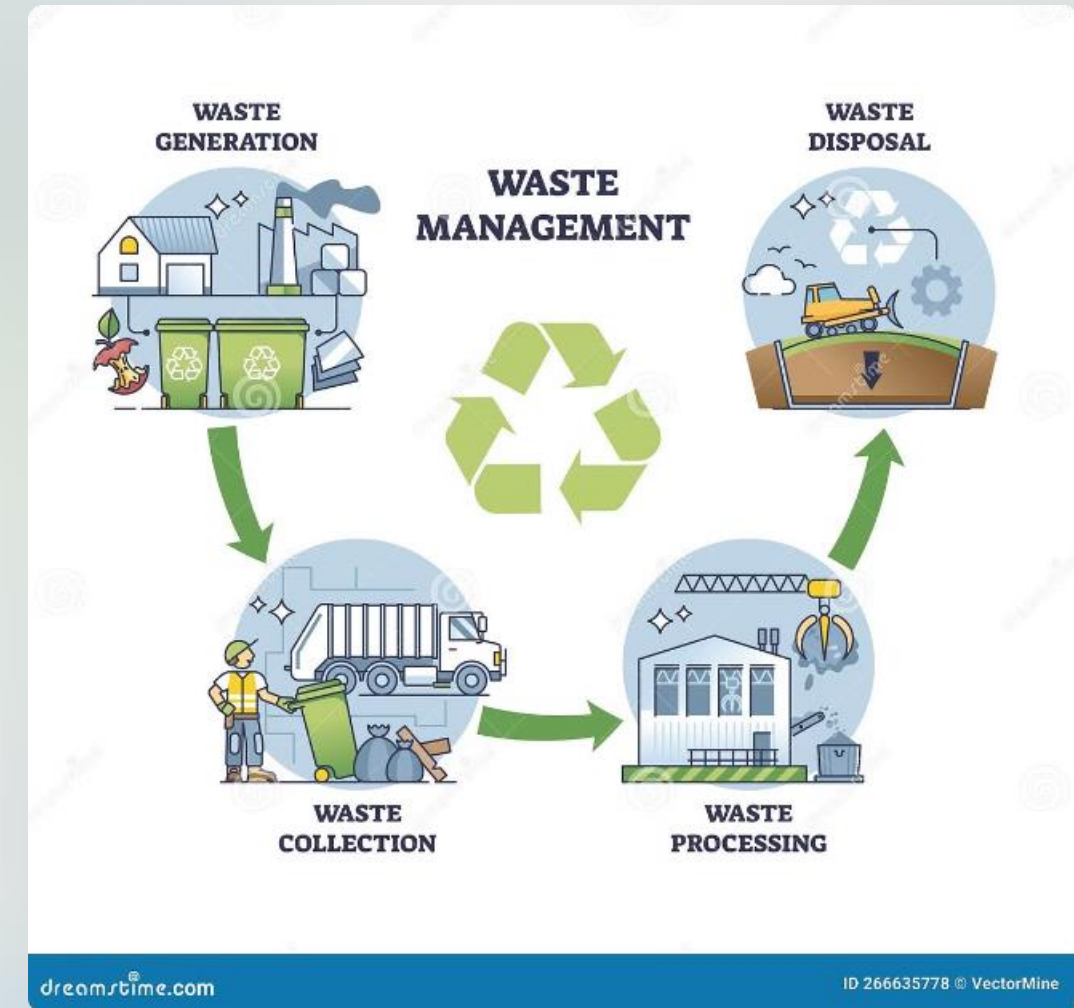 WASTE
GENERATION
WASTE
MANAGEMENT
WASTE
DISPOSAL
WASTE
COLLECTION
WASTE
PROCESSING
dreamstime.com
ID 266635778 © VectorMine